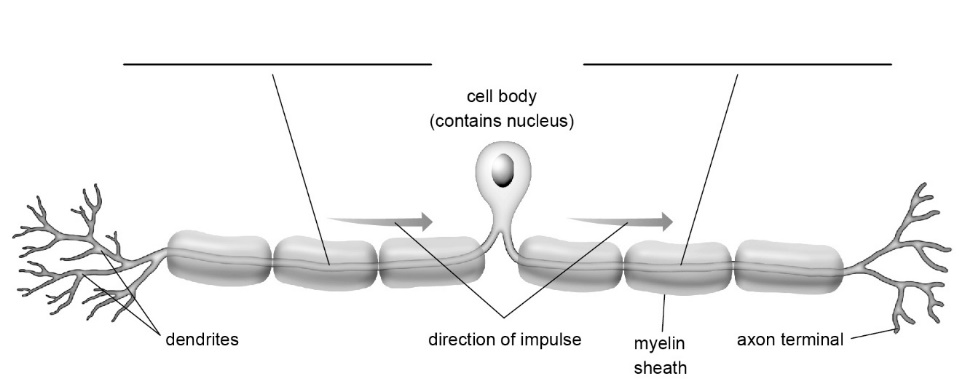 cell body
(contains nucleus)
dendrites
direction of impulse
myelin
sheath
axon terminal